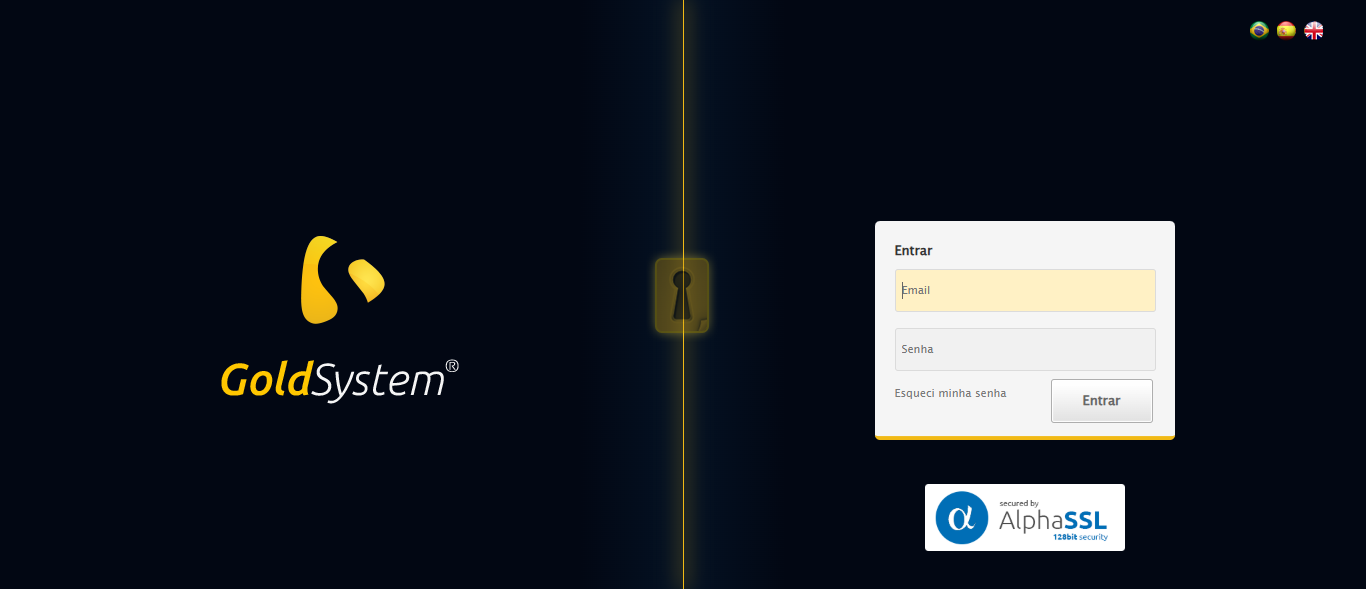 GoldSystem®
Entrar
Email
Senha
Esqueci minha senha
Entrar
α
secured by
AlphaSSL
128bit security